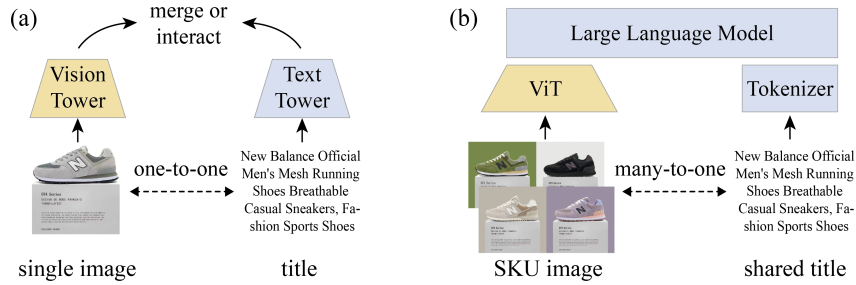 (a)
merge or
interact
Vision
Tower
Text
Tower
one-to-one
New Balance Official
Men's Mesh Running
Shoes Breathable
Casual Sneakers, Fa-
shion Sports Shoes
single image
title
(b)
Large Language Model
ViT
Tokenizer
many-to-one
New Balance Official
Men's Mesh Running
Shoes Breathable
Casual Sneakers, Fa-
shion Sports Shoes
SKU image
shared title